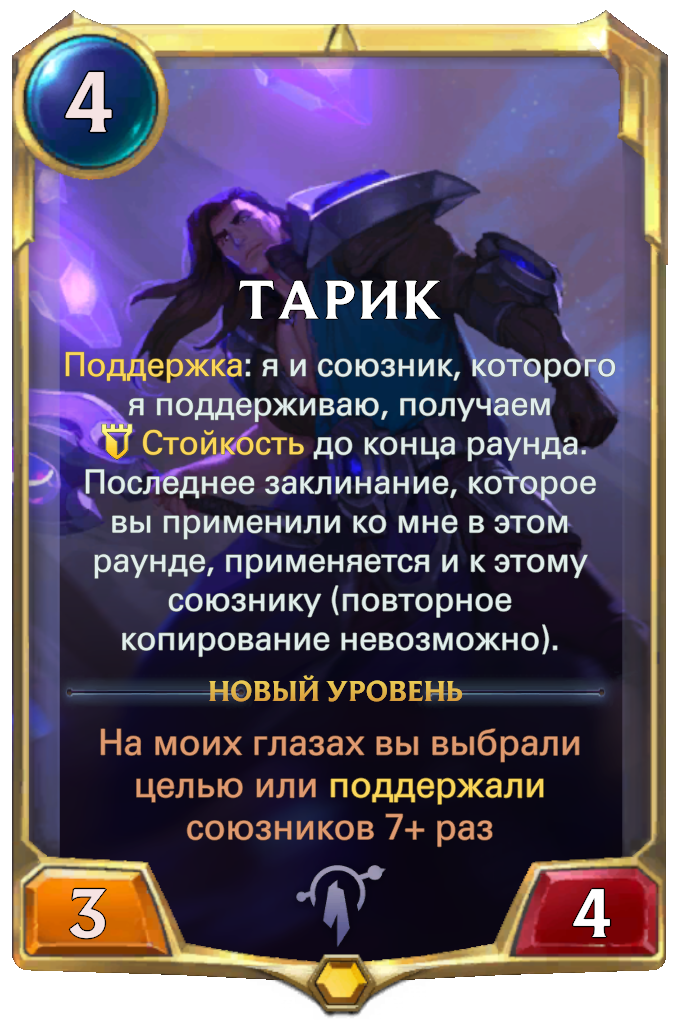 4
ТАРИК
Поддержка: я и союзник, которого
я поддерживаю, получаем
Стойкость до конца раунда.
Последнее заклинание, которое
вы применили ко мне в этом
раунде, применяется и к этому
союзнику (повторное
копирование невозможно).
НОВЫЙ УРОВЕНЬ
На моих глазах вы выбрали
целью или поддержали
союзников 7+ раз
3
4